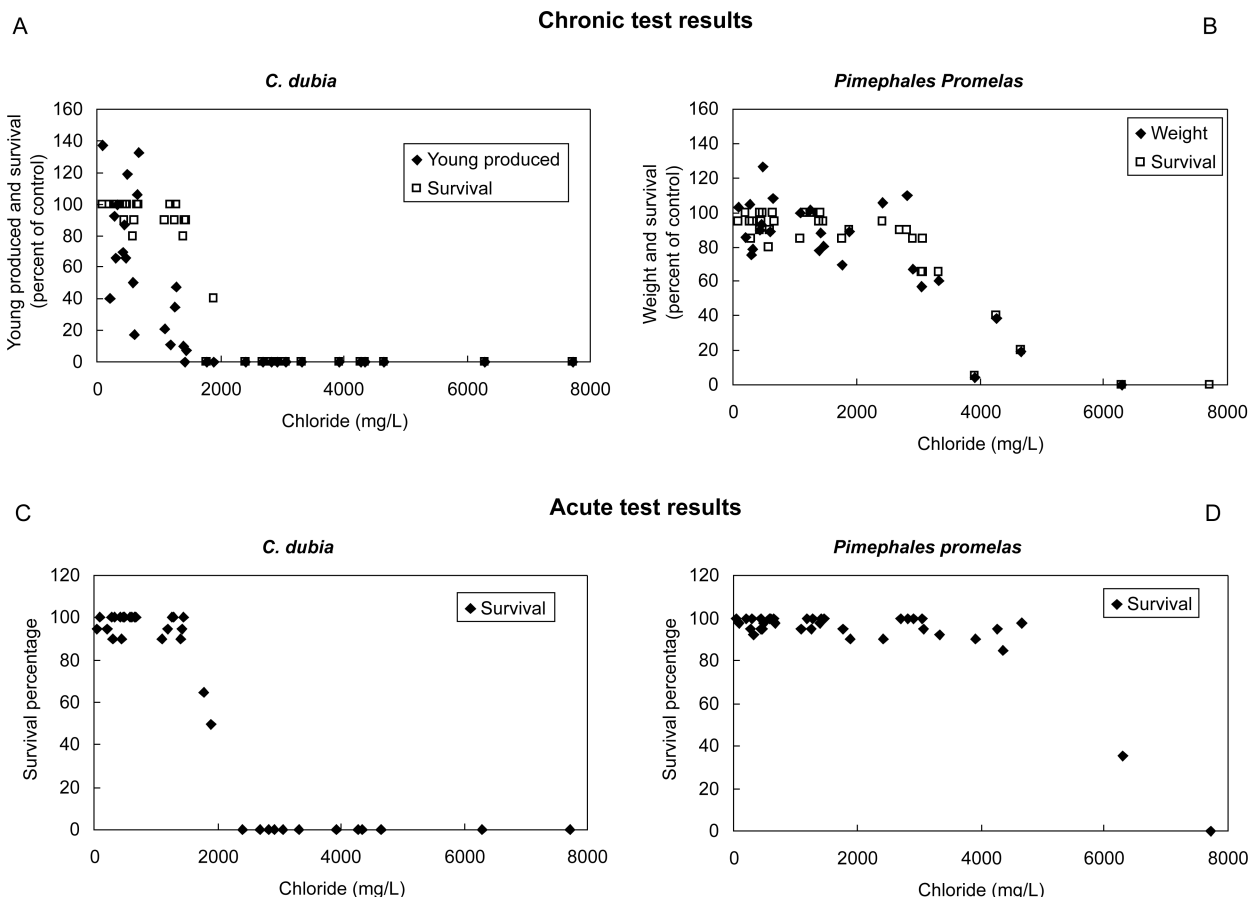 Chronic test results
A
B
C. dubia
Young produced and survival
(percent of control)
160
140
120
100
80
60
40
20
0
Young produced
Survival
0 2000 4000 6000 8000
Chloride (mg/L)
Pimephales Promelas
Weight and survival
(percent of control)
160
140
120
100
80
60
40
20
0
Weight
Survival
0 2000 4000 6000 8000
Chloride (mg/L)
Acute test results
C
D
C. dubia
Survival percentage
120
100
80
60
40
20
0
Survival
0 2000 4000 6000 8000
Chloride (mg/L)
Pimephales promelas
Survival percentage
120
100
80
60
40
20
0
Survival
0 2000 4000 6000 8000
Chloride (mg/L)